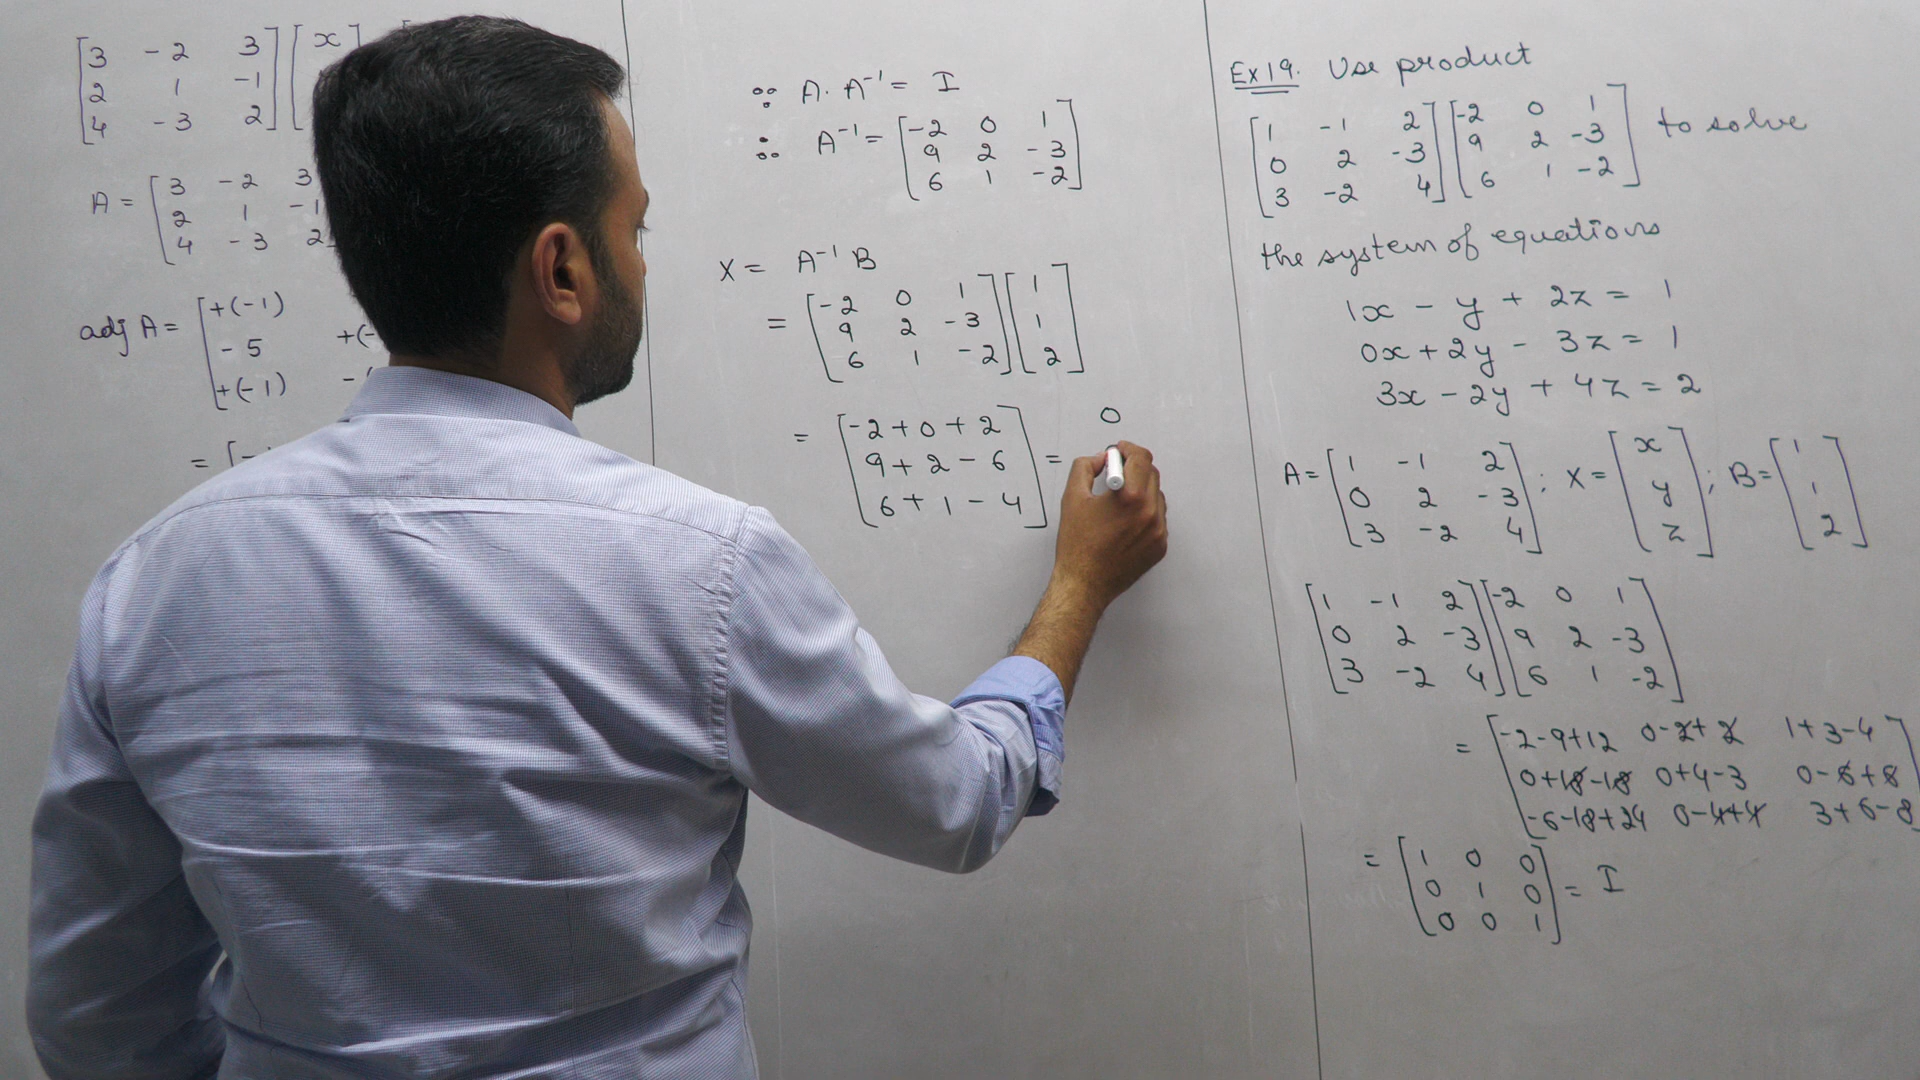 [3 -2 3] [x
[2 1 -1]
[4 -3 2]
A = [3 -2 3
2 1 -1
4 -3 2
adj A = [+(-1)
-5 +(-
+(-1) -(
= [-
∵ A. A⁻¹ = I
∴ A⁻¹ = [-2 0 1]
[9 2 -3]
[6 1 -2]
X = A⁻¹ B
= [-2 0 1] [1]
[9 2 -3] [1]
[6 1 -2] [2]
= [-2+0+2] = 0
[9+2-6]
[6+1-4]
Ex 19. Use product
[1 -1 2] [-2 0 1] to solve
[0 2 -3] [9 2 -3]
[3 -2 4] [6 1 -2]
the system of equations
1x - y + 2z = 1
0x + 2y - 3z = 1
3x - 2y + 4z = 2
A = [1 -1 2] ; X = [x] ; B = [1]
[0 2 -3] [y] [1]
[3 -2 4] [z] [2]
[1 -1 2] [-2 0 1]
[0 2 -3] [9 2 -3]
[3 -2 4] [6 1 -2]
= [-2-9+12 0-2+2 1+3-4]
[0+18-18 0+4-3 0-6+6]
[-6-18+24 0-4+4 3+6-8]
= [1 0 0] = I
[0 1 0]
[0 0 1]